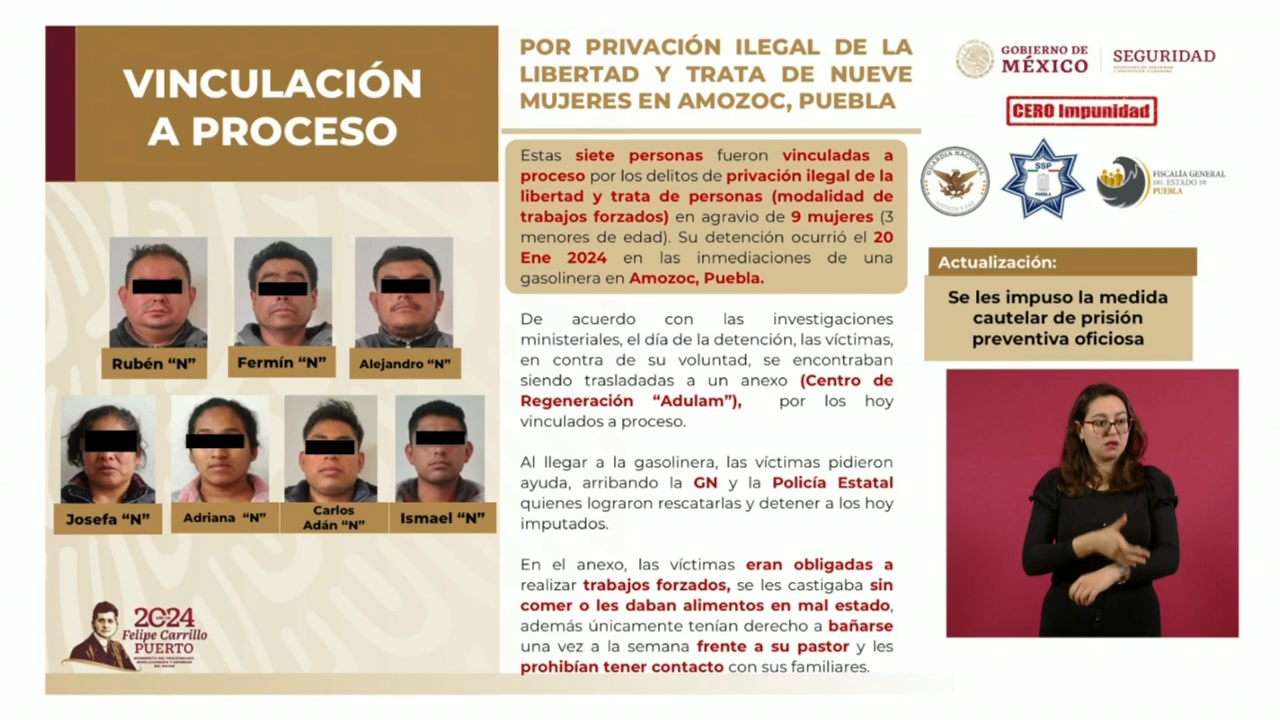 VINCULACIÓN
A PROCESO
Rubén “N”
Fermín “N”
Alejandro “N”
Josefa “N”
Adriana “N”
Carlos
Adán “N”
Ismael “N”
2024
Felipe Carrillo
PUERTO
POR PRIVACIÓN ILEGAL DE LA
LIBERTAD Y TRATA DE NUEVE
MUJERES EN AMOZOC, PUEBLA
Estas siete personas fueron vinculadas a
proceso por los delitos de privación ilegal de la
libertad y trata de personas (modalidad de
trabajos forzados) en agravio de 9 mujeres (3
menores de edad). Su detención ocurrió el 20
Ene 2024 en las inmediaciones de una
gasolinera en Amozoc, Puebla.
De acuerdo con las investigaciones
ministeriales, el día de la detención, las víctimas,
en contra de su voluntad, se encontraban
siendo trasladadas a un anexo (Centro de
Regeneración “Adulam”), por los hoy
vinculados a proceso.
Al llegar a la gasolinera, las víctimas pidieron
ayuda, arribando la GN y la Policía Estatal
quienes lograron rescatarlas y detener a los hoy
imputados.
En el anexo, las víctimas eran obligadas a
realizar trabajos forzados, se les castigaba sin
comer o les daban alimentos en mal estado,
además únicamente tenían derecho a bañarse
una vez a la semana frente a su pastor y les
prohibían tener contacto con sus familiares.
GOBIERNO DE
MÉXICO
SEGURIDAD
CERO Impunidad
GUARDIA NACIONAL
SSP
PUEBLA
FISCALÍA GENERAL
DEL ESTADO DE
PUEBLA
Actualización:
Se les impuso la medida
cautelar de prisión
preventiva oficiosa